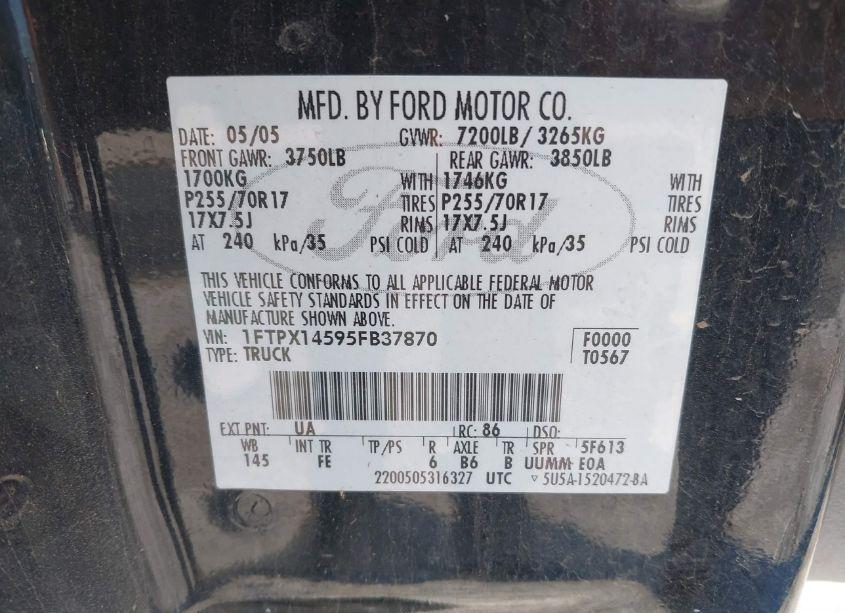 MFD. BY FORD MOTOR CO.
DATE: 05/05 GVWR: 7200LB/ 3265KG
FRONT GAWR: 3750LB REAR GAWR: 3850LB
1700KG WITH 1746KG WITH
P255/70R17 TIRES P255/70R17 TIRES
17X7.5J RIMS 17X7.5J RIMS
AT 240 kPa/35 PSI COLD AT 240 kPa/35 PSI COLD
Ford
THIS VEHICLE CONFORMS TO ALL APPLICABLE FEDERAL MOTOR
VEHICLE SAFETY STANDARDS IN EFFECT ON THE DATE OF
MANUFACTURE SHOWN ABOVE.
VIN: 1FTPX14595FB37870 F0000
TYPE: TRUCK T0567
EXT PNT: UA RC: 86 DSO:
WB INT TR TP/PS R AXLE TR SPR 5F613
145 FE 6 B6 B UUMM EOA
2200505316327 UTC ▽ 5U5A-1520472-BA